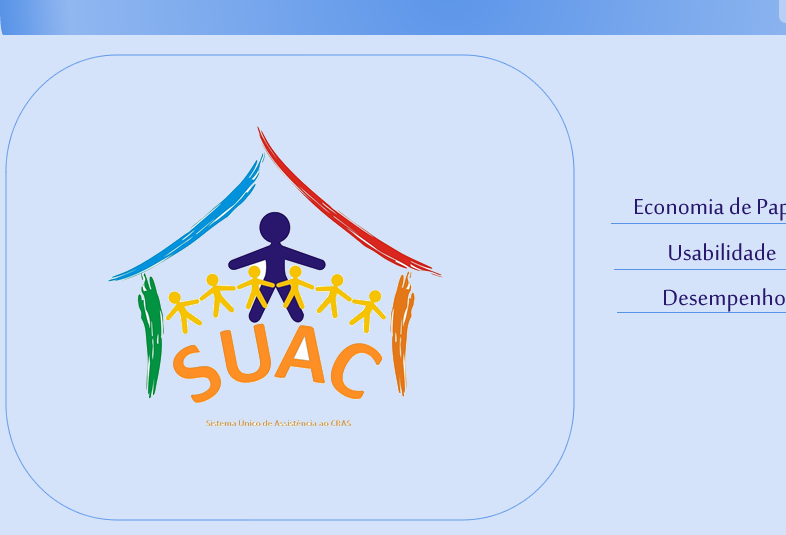 SUAC
Sistema Unico de Assistência ao CRAS
Economia de Pap
Usabilidade
Desempenho